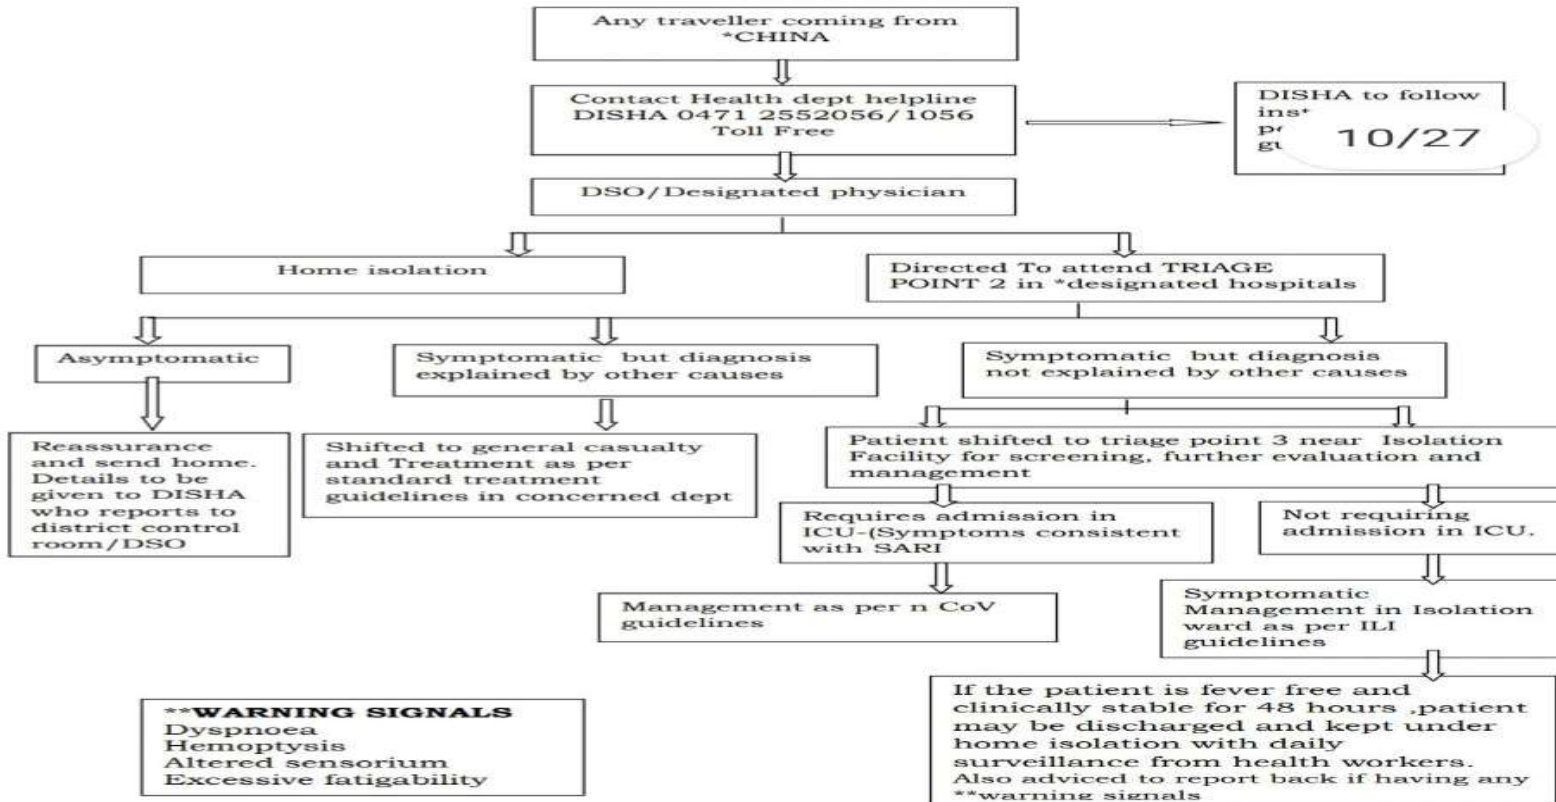 Any traveller coming from
*CHINA
Contact Health dept helpline
DISHA 0471 2552056/1056
Toll Free
DISHA to follow
10/27
DSO/Designated physician
Home isolation
Directed To attend TRIAGE
POINT 2 in *designated hospitals
Asymptomatic
Symptomatic but diagnosis
explained by other causes
Symptomatic but diagnosis
not explained by other causes
Reassurance
and send home.
Details to be
given to DISHA
who reports to
district control
room/DSO
Shifted to general casualty
and Treatment as per
standard treatment
guidelines in concerned dept
Patient shifted to triage point 3 near Isolation
Facility for screening, further evaluation and
management
Requires admission in
ICU-(Symptoms consistent
with SARI
Not requiring
admission in ICU.
Management as per n CoV
guidelines
Symptomatic
Management in Isolation
ward as per ILI
guidelines
If the patient is fever free and
clinically stable for 48 hours ,patient
may be discharged and kept under
home isolation with daily
surveillance from health workers.
Also adviced to report back if having any
**warning signals
**WARNING SIGNALS
Dyspnoea
Hemoptysis
Altered sensorium
Excessive fatigability